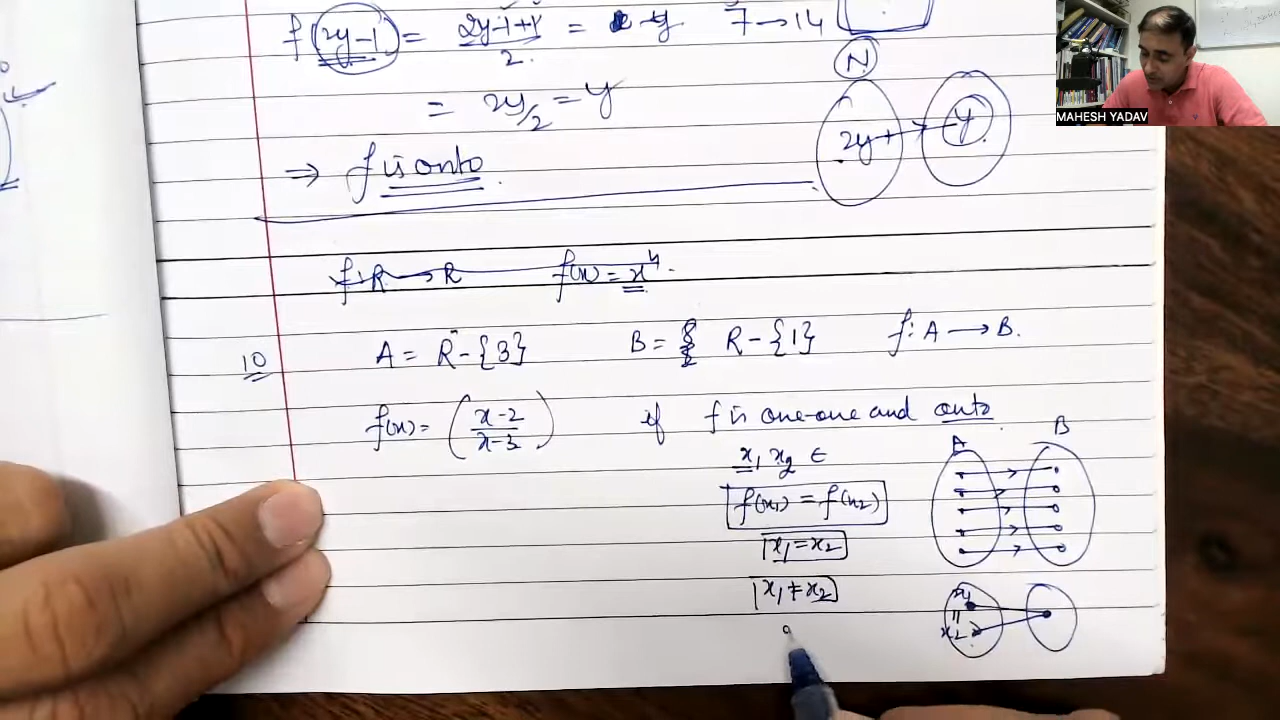 f(2y-1) = 2y-1+1/2 = y 7→14
N
= 2y/2 = y
2y y
⇒ f is onto.
f: R → R f(x) = x⁴.
10 A = R - {3} B = R - {1} f: A → B.
f(x) = (x-2/x-3) if f is one-one and onto.
A B
x₁ x₂ ∈
f(x₁) = f(x₂)
x₁ = x₂
x₁ ≠ x₂
x₁
=
x₂
MAHESH YADAV